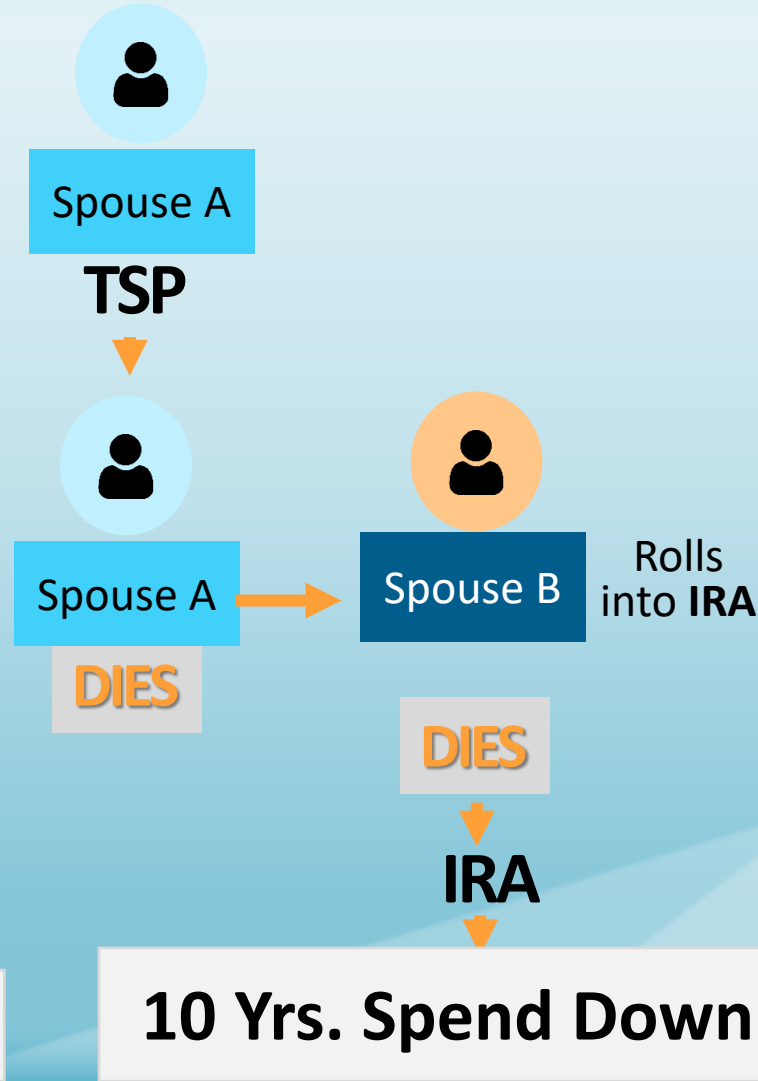 Spouse A
TSP
Spouse A
DIES
Spouse B
Rolls
into IRA
DIES
IRA
10 Yrs. Spend Down